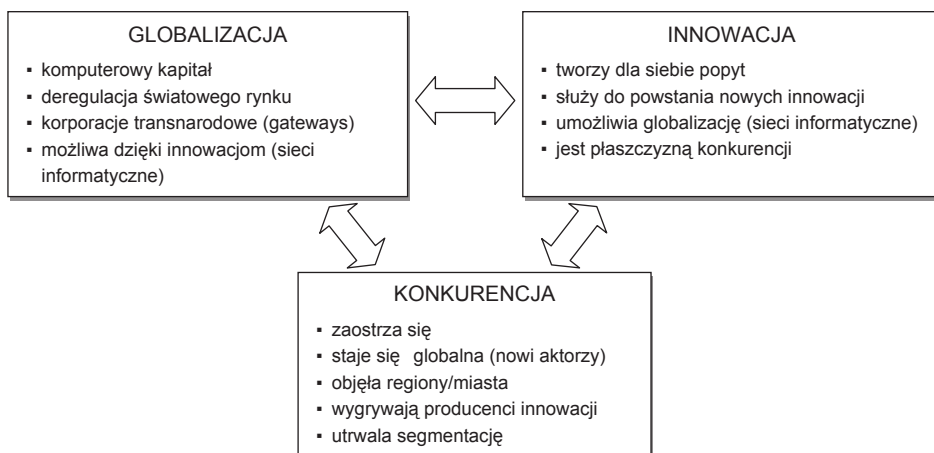 GLOBALIZACJA
▪ komputerowy kapitał
▪ deregulacja światowego rynku
▪ korporacje transnarodowe (gateways)
▪ możliwa dzięki innowacjom (sieci
informatyczne)
INNOWACJA
▪ tworzy dla siebie popyt
▪ służy do powstania nowych innowacji
▪ umożliwia globalizację (sieci informatyczne)
▪ jest płaszczyzną konkurencji
KONKURENCJA
▪ zaostrza się
▪ staje się globalna (nowi aktorzy)
▪ objęła regiony/miasta
▪ wygrywają producenci innowacji
▪ utrwala segmentację